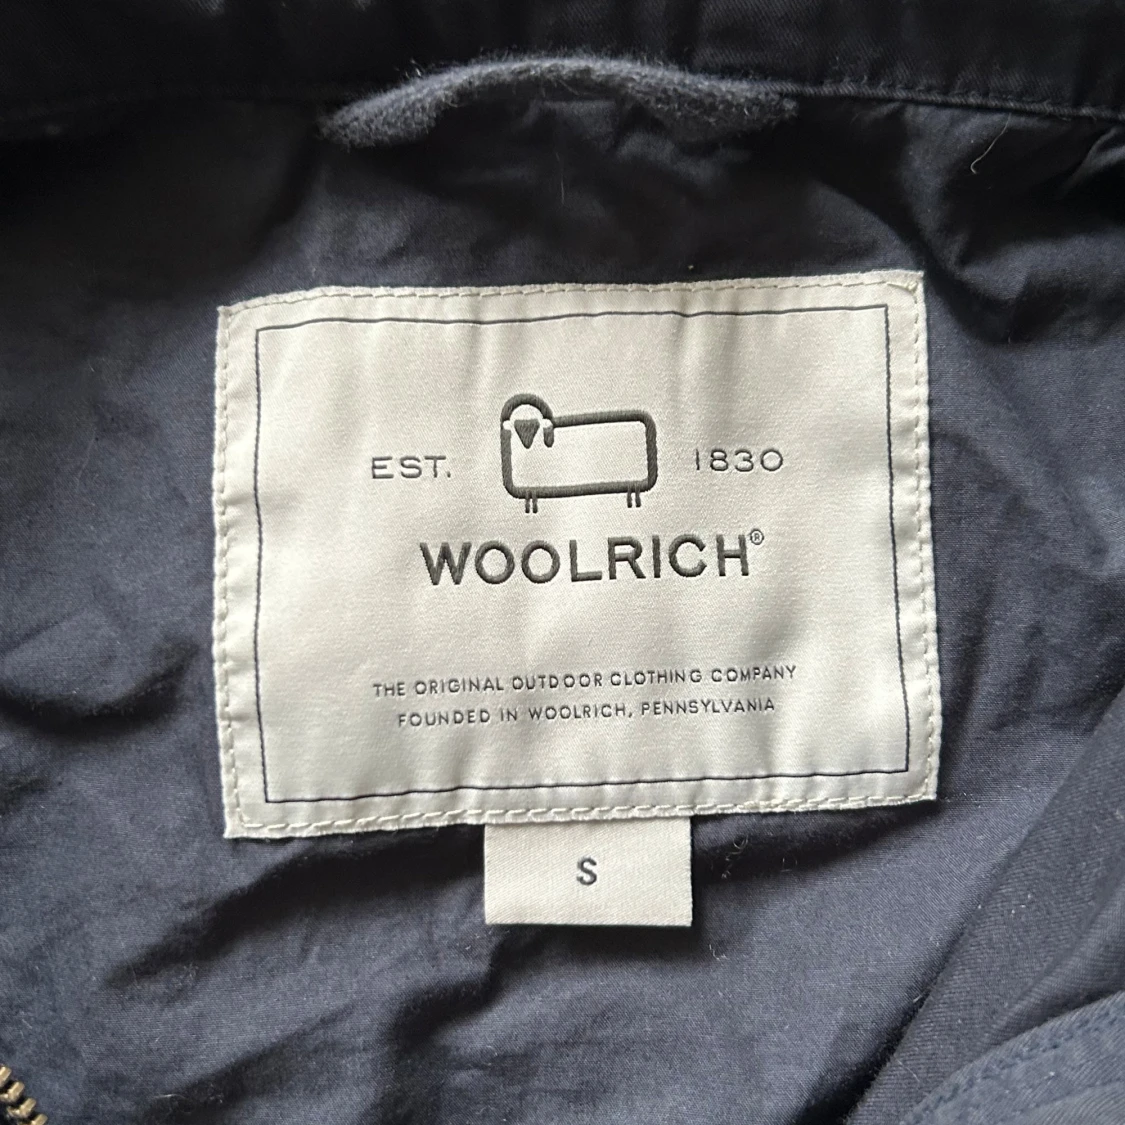 EST. 1830
WOOLRICH®
THE ORIGINAL OUTDOOR CLOTHING COMPANY
FOUNDED IN WOOLRICH, PENNSYLVANIA
S